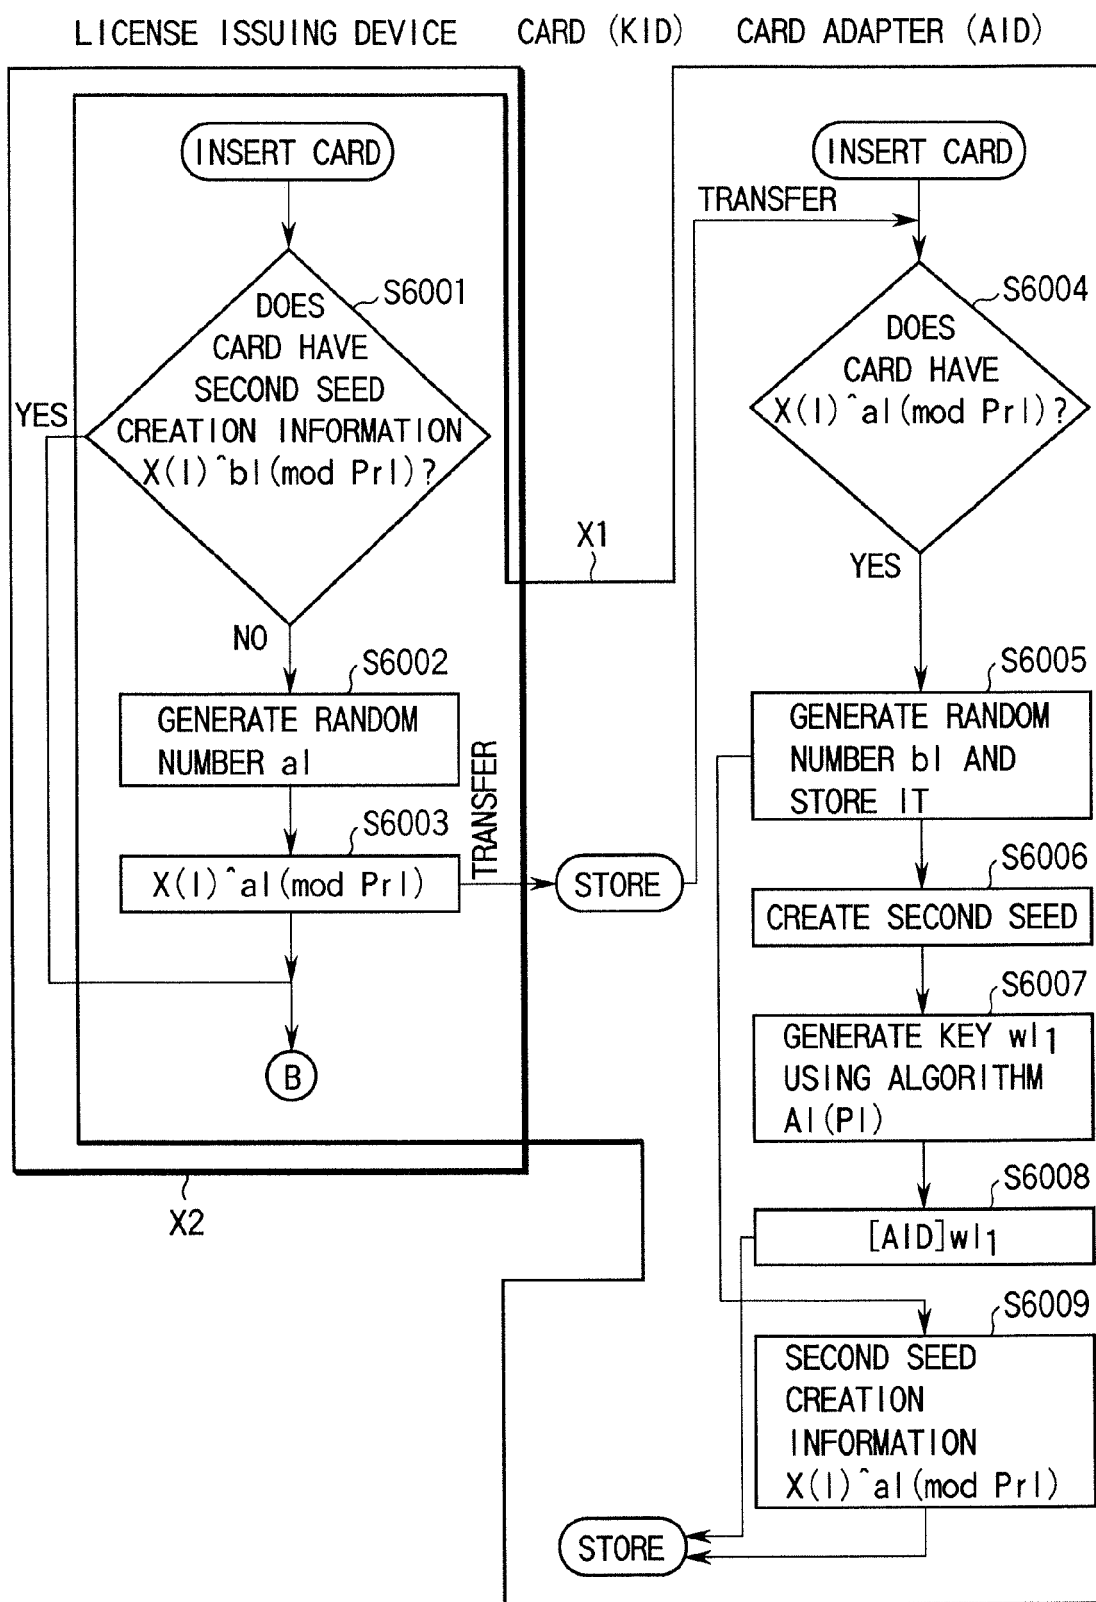 LICENSE ISSUING DEVICE
CARD (KID)
CARD ADAPTER (AID)
INSERT CARD
S6001
DOES
CARD HAVE
SECOND SEED
CREATION INFORMATION
X(I)^bI(mod PrI)?
YES
NO
S6002
GENERATE RANDOM
NUMBER aI
S6003
X(I)^aI(mod PrI)
TRANSFER
STORE
B
X2
X1
INSERT CARD
TRANSFER
S6004
DOES
CARD HAVE
X(I)^aI(mod PrI)?
YES
S6005
GENERATE RANDOM
NUMBER bI AND
STORE IT
S6006
CREATE SECOND SEED
S6007
GENERATE KEY wI1
USING ALGORITHM
AI(PI)
S6008
[AID]wI1
S6009
SECOND SEED
CREATION
INFORMATION
X(I)^aI(mod PrI)
STORE